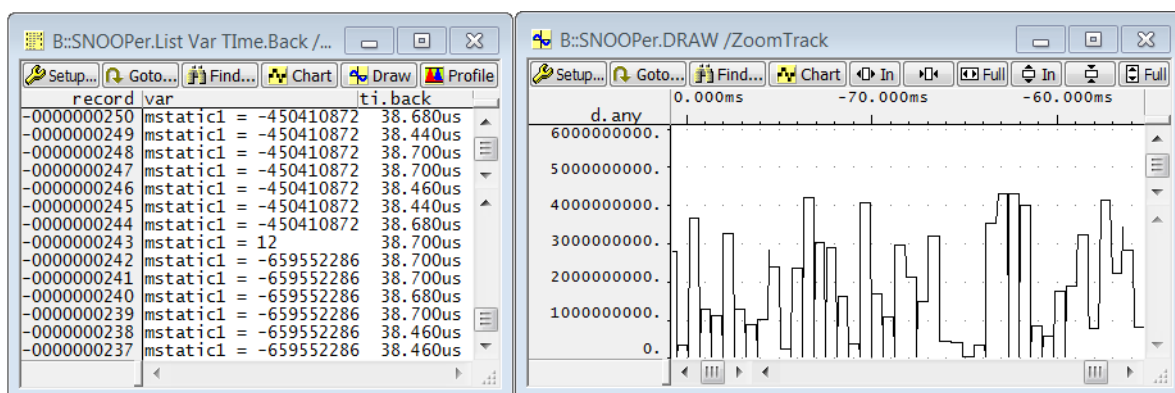 B::SNOOPer.List Var TIme.Back /...
Setup... Goto... Find... Chart Draw Profile
record var ti.back
-0000000250 mstatic1 = -450410872 38.680us
-0000000249 mstatic1 = -450410872 38.440us
-0000000248 mstatic1 = -450410872 38.700us
-0000000247 mstatic1 = -450410872 38.700us
-0000000246 mstatic1 = -450410872 38.460us
-0000000245 mstatic1 = -450410872 38.440us
-0000000244 mstatic1 = -450410872 38.680us
-0000000243 mstatic1 = 12 38.700us
-0000000242 mstatic1 = -659552286 38.700us
-0000000241 mstatic1 = -659552286 38.700us
-0000000240 mstatic1 = -659552286 38.680us
-0000000239 mstatic1 = -659552286 38.700us
-0000000238 mstatic1 = -659552286 38.460us
-0000000237 mstatic1 = -659552286 38.460us
B::SNOOPer.DRAW /ZoomTrack
Setup... Goto... Find... Chart Draw In Full In Full
0.000ms -70.000ms -60.000ms
d.any
6000000000.
5000000000.
4000000000.
3000000000.
2000000000.
1000000000.
0.